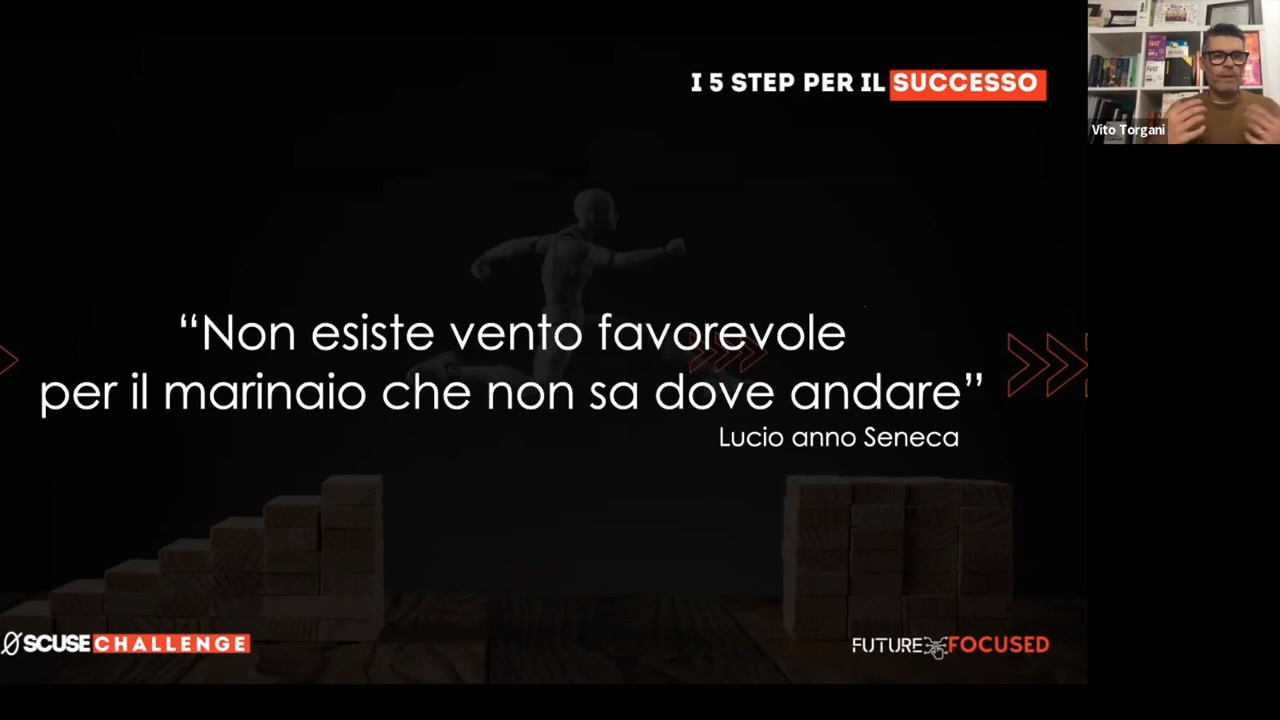 I 5 STEP PER IL SUCCESSO
Vito Torgani
“Non esiste vento favorevole
per il marinaio che non sa dove andare”
Lucio anno Seneca
ØSCUSE CHALLENGE
FUTURE FOCUSED